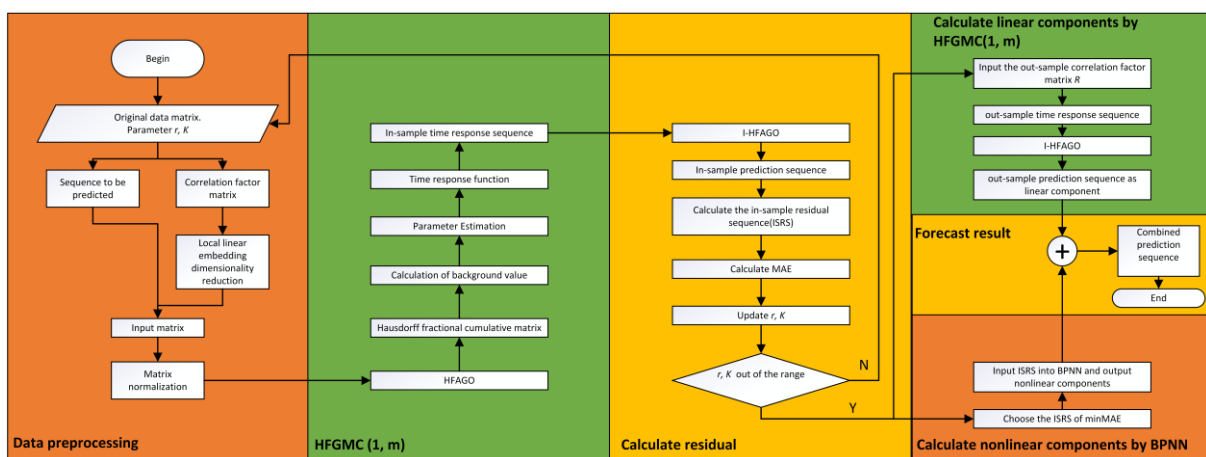 Begin
Original data matrix.
Parameter r, K
Sequence to be
predicted
Correlation factor
matrix
Local linear
embedding
dimensionality
reduction
Input matrix
Matrix
normalization
Data preprocessing
In-sample time response sequence
Time response function
Parameter Estimation
Calculation of background value
Hausdorff fractional cumulative matrix
HFAGO
HFGMC (1, m)
I-HFAGO
In-sample prediction sequence
Calculate the in-sample residual
sequence(ISRS)
Calculate MAE
Update r, K
r, K out of the range
N
Y
Calculate residual
Calculate linear components by
HFGMC(1, m)
Input the out-sample correlation factor
matrix R
out-sample time response sequence
I-HFAGO
out-sample prediction sequence as
linear component
Forecast result
+
Combined
prediction
sequence
End
Input ISRS into BPNN and output
nonlinear components
Choose the ISRS of minMAE
Calculate nonlinear components by BPNN